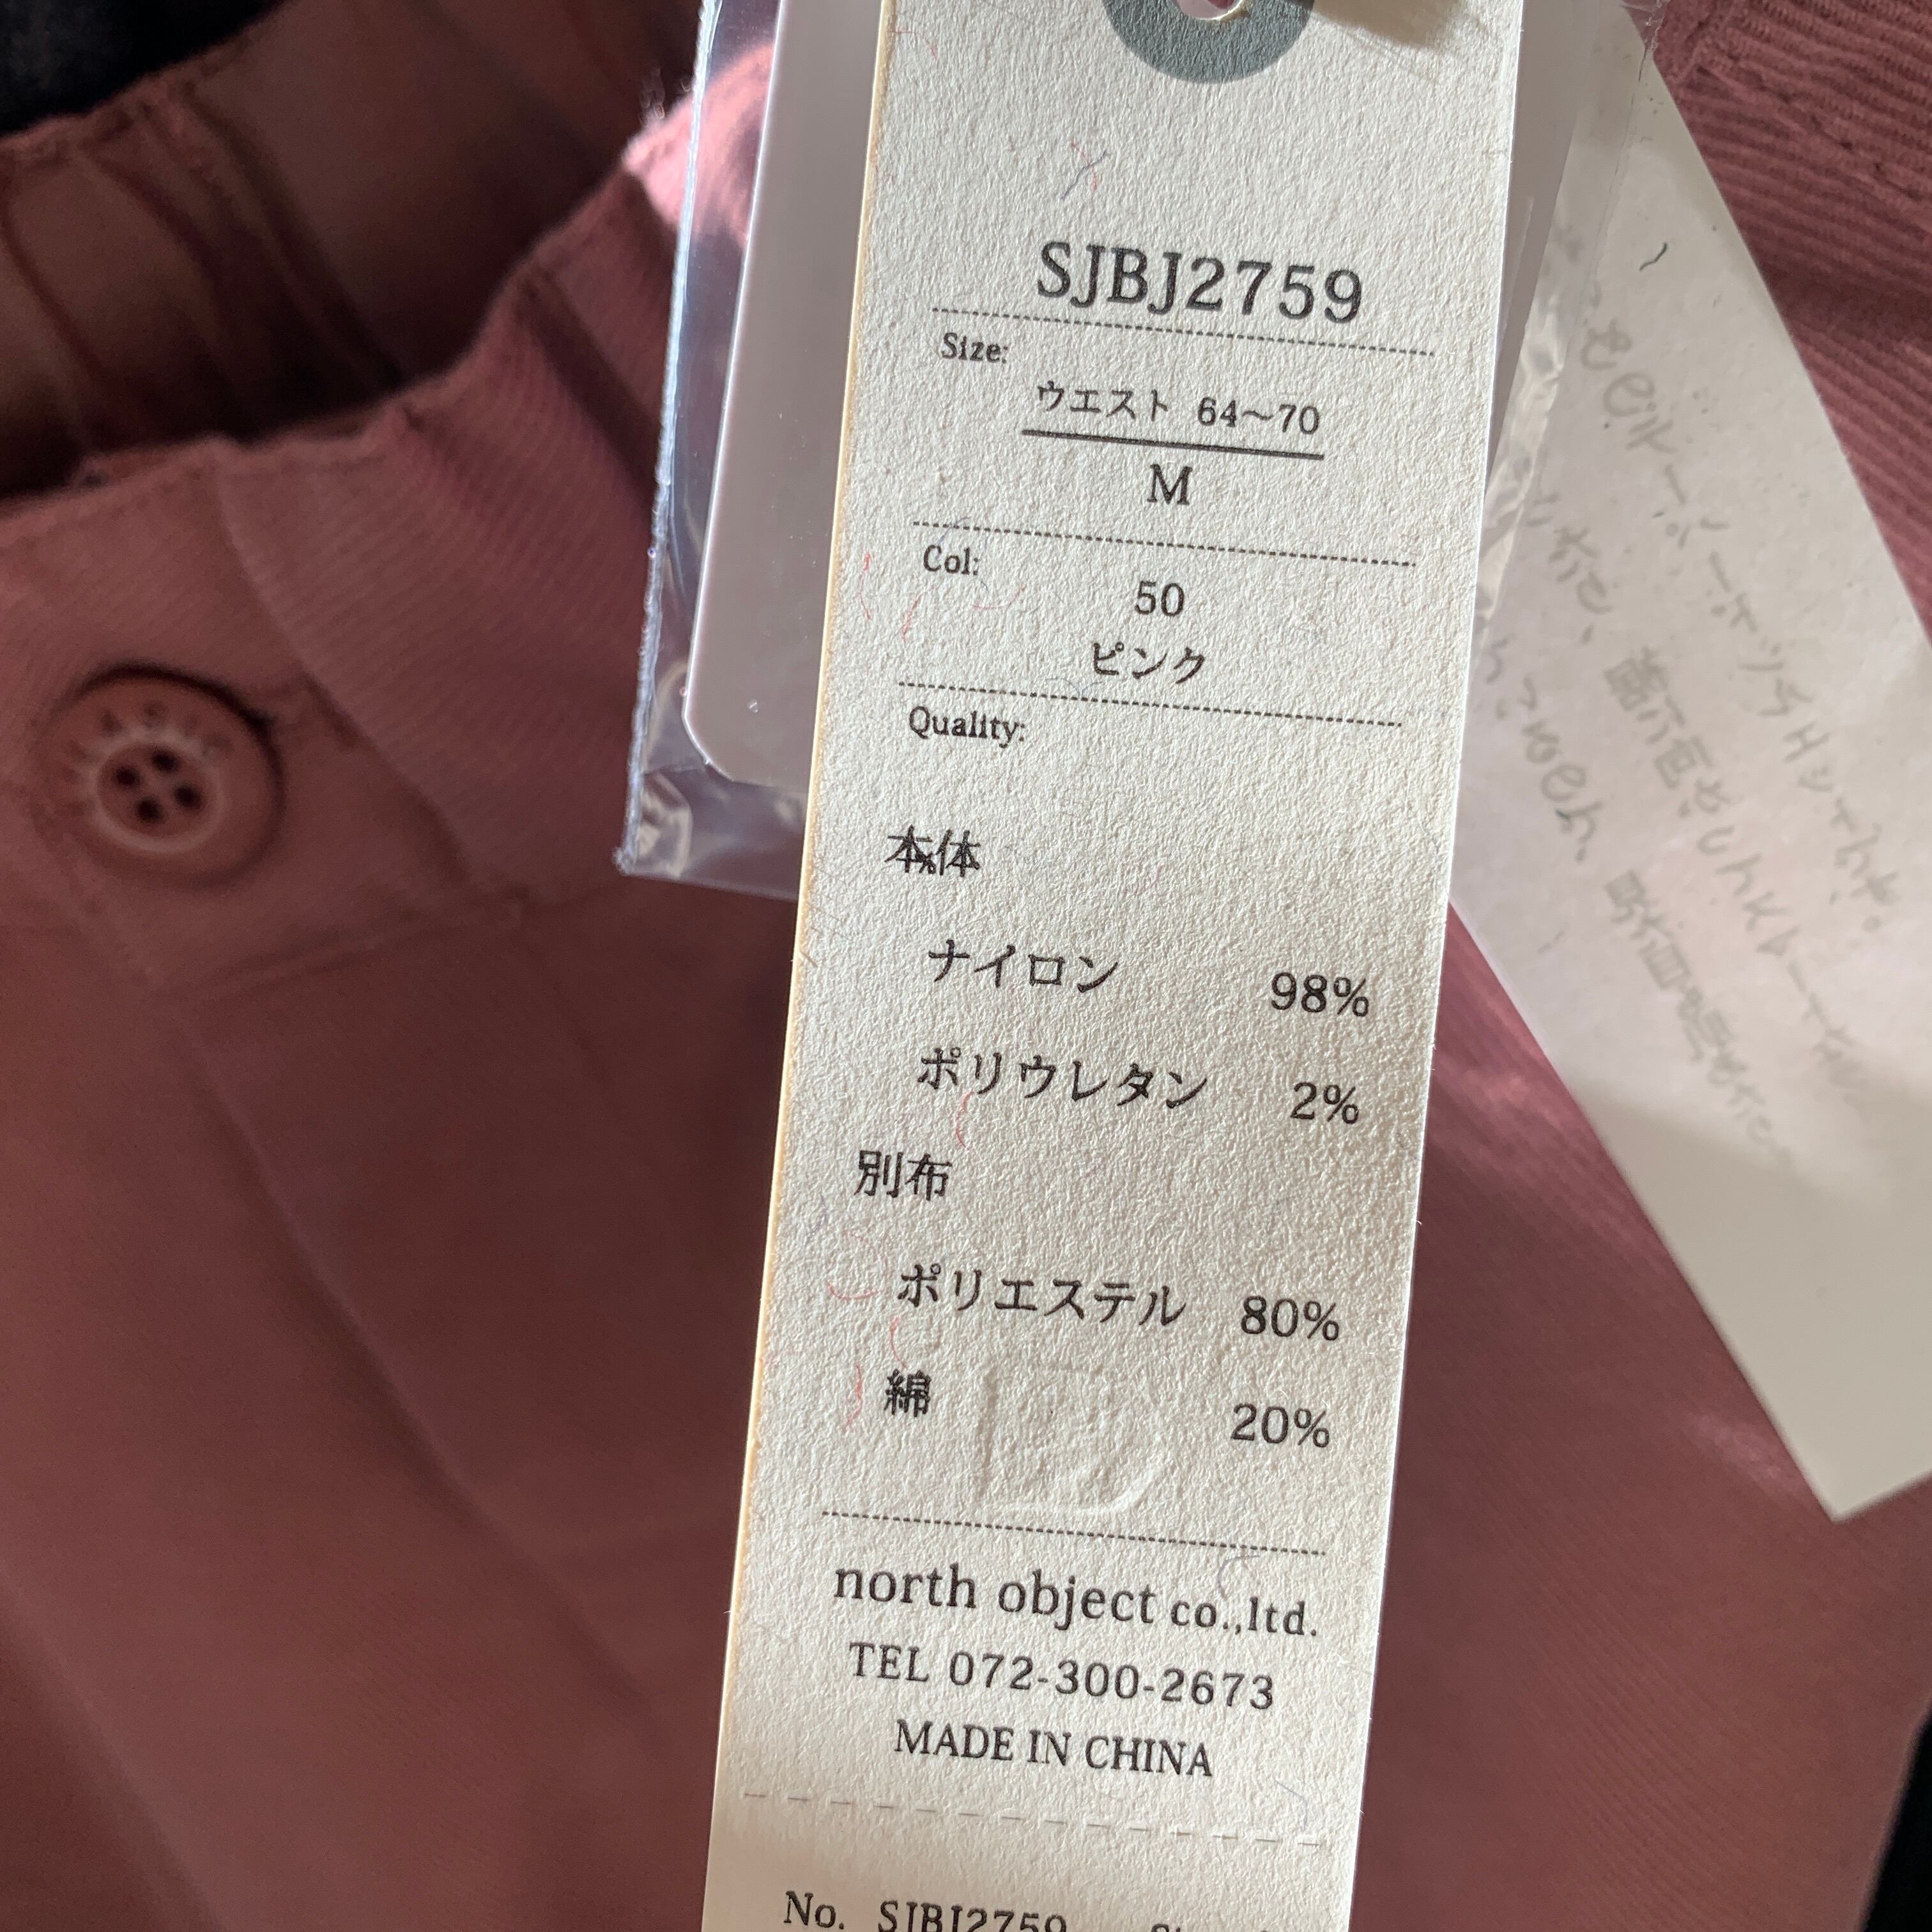 SJBJ2759
Size:
ウエスト 64～70
M
Col:
50
ピンク
Quality:
本体
ナイロン 98%
ポリウレタン 2%
別布
ポリエステル 80%
綿 20%
north object co.,ltd.
TEL 072-300-2673
MADE IN CHINA
No. SJBJ2759